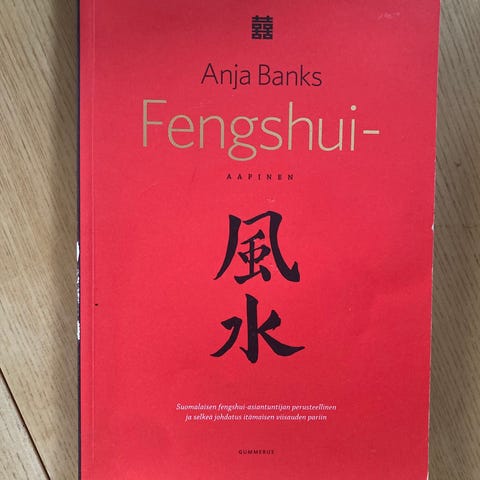 囍
Anja Banks
Fengshui-
AAPINEN
風
水
Suomalaisen fengshui-asiantuntijan perusteellinen
ja selkeä johdatus itämaisen viisauden pariin
GUMMERUS